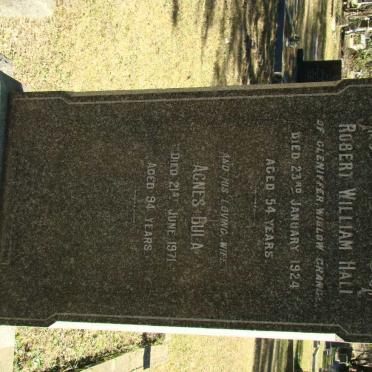 ROBERT WILLIAM HALL
OF GLENIFFER, WILLOW GRANGE
DIED 23RD JANUARY 1924
AGED 54 YEARS
AND HIS LOVING WIFE
AGNES
DIED 21ST JUNE 1971
AGED 94 YEARS